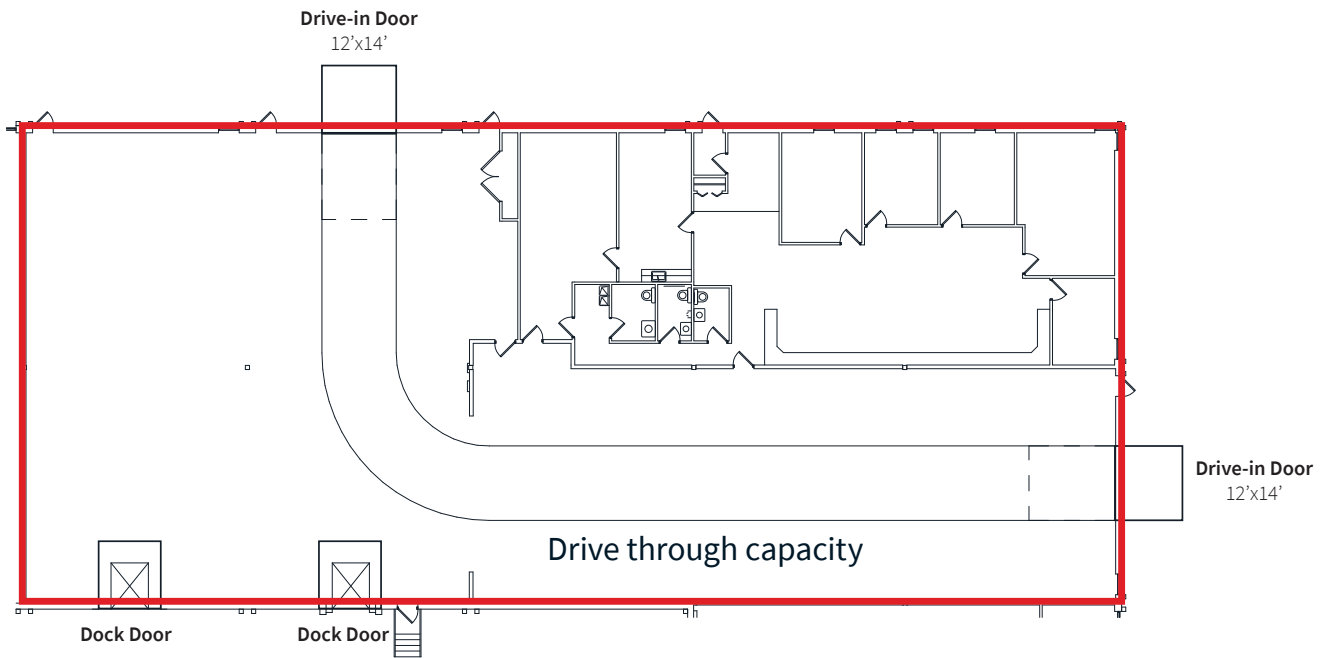 Drive-in Door
12’x14’
Drive-in Door
12’x14’
Drive through capacity
Dock Door
Dock Door